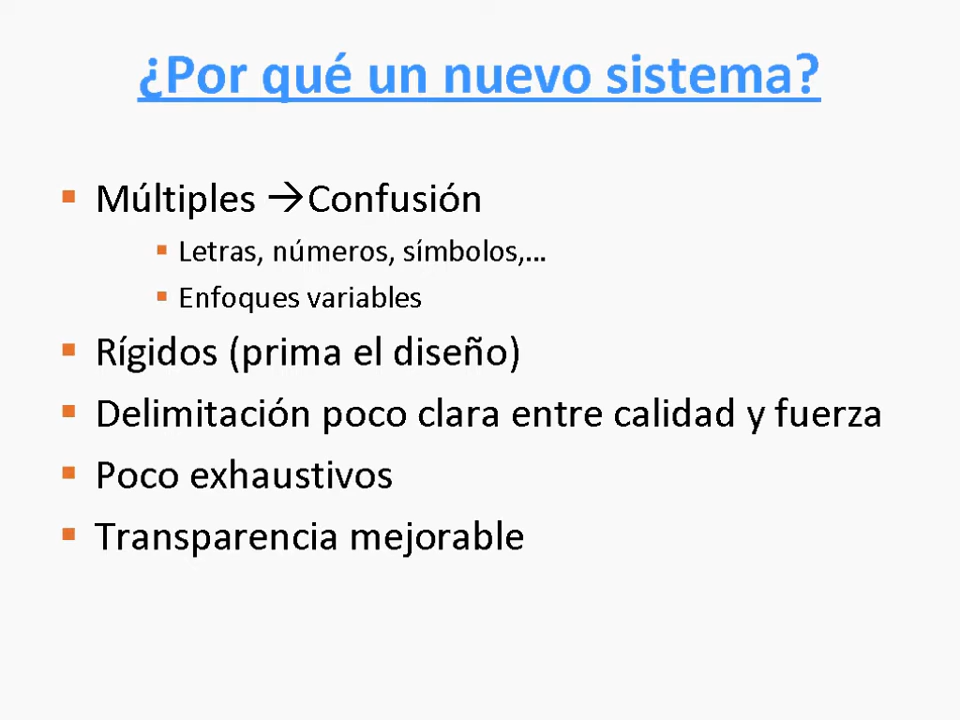 ¿Por qué un nuevo sistema?
Múltiples →Confusión
Letras, números, símbolos,...
Enfoques variables
Rígidos (prima el diseño)
Delimitación poco clara entre calidad y fuerza
Poco exhaustivos
Transparencia mejorable